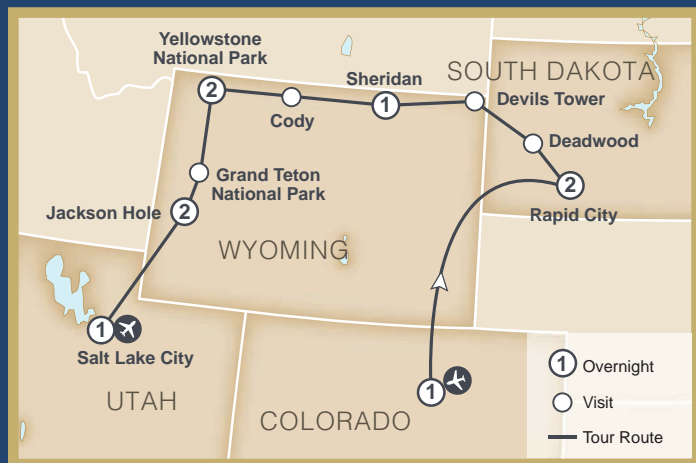 Yellowstone
National Park
2
Cody
Sheridan
1
SOUTH DAKOTA
Devils Tower
Deadwood
2
Rapid City
Grand Teton
National Park
Jackson Hole
2
WYOMING
1
Salt Lake City
UTAH
COLORADO
1
1 Overnight
Visit
Tour Route